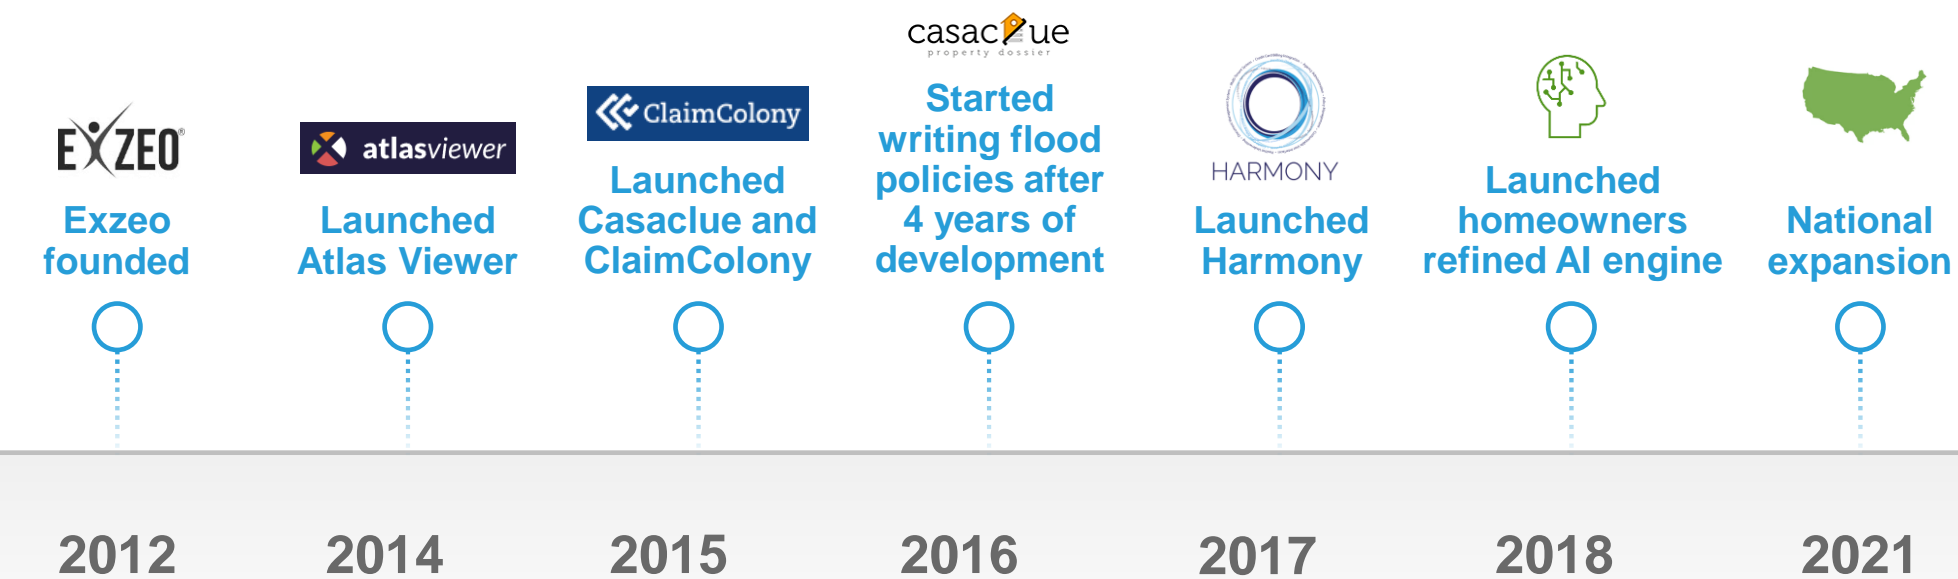 EXZEO®
Exzeo
founded
atlasviewer
Launched
Atlas Viewer
ClaimColony
Launched
Casaclue and
ClaimColony
casaclue
property dossier
Started
writing flood
policies after
4 years of
development
HARMONY
Launched
Harmony
Launched
homeowners
refined AI engine
National
expansion
2012
2014
2015
2016
2017
2018
2021